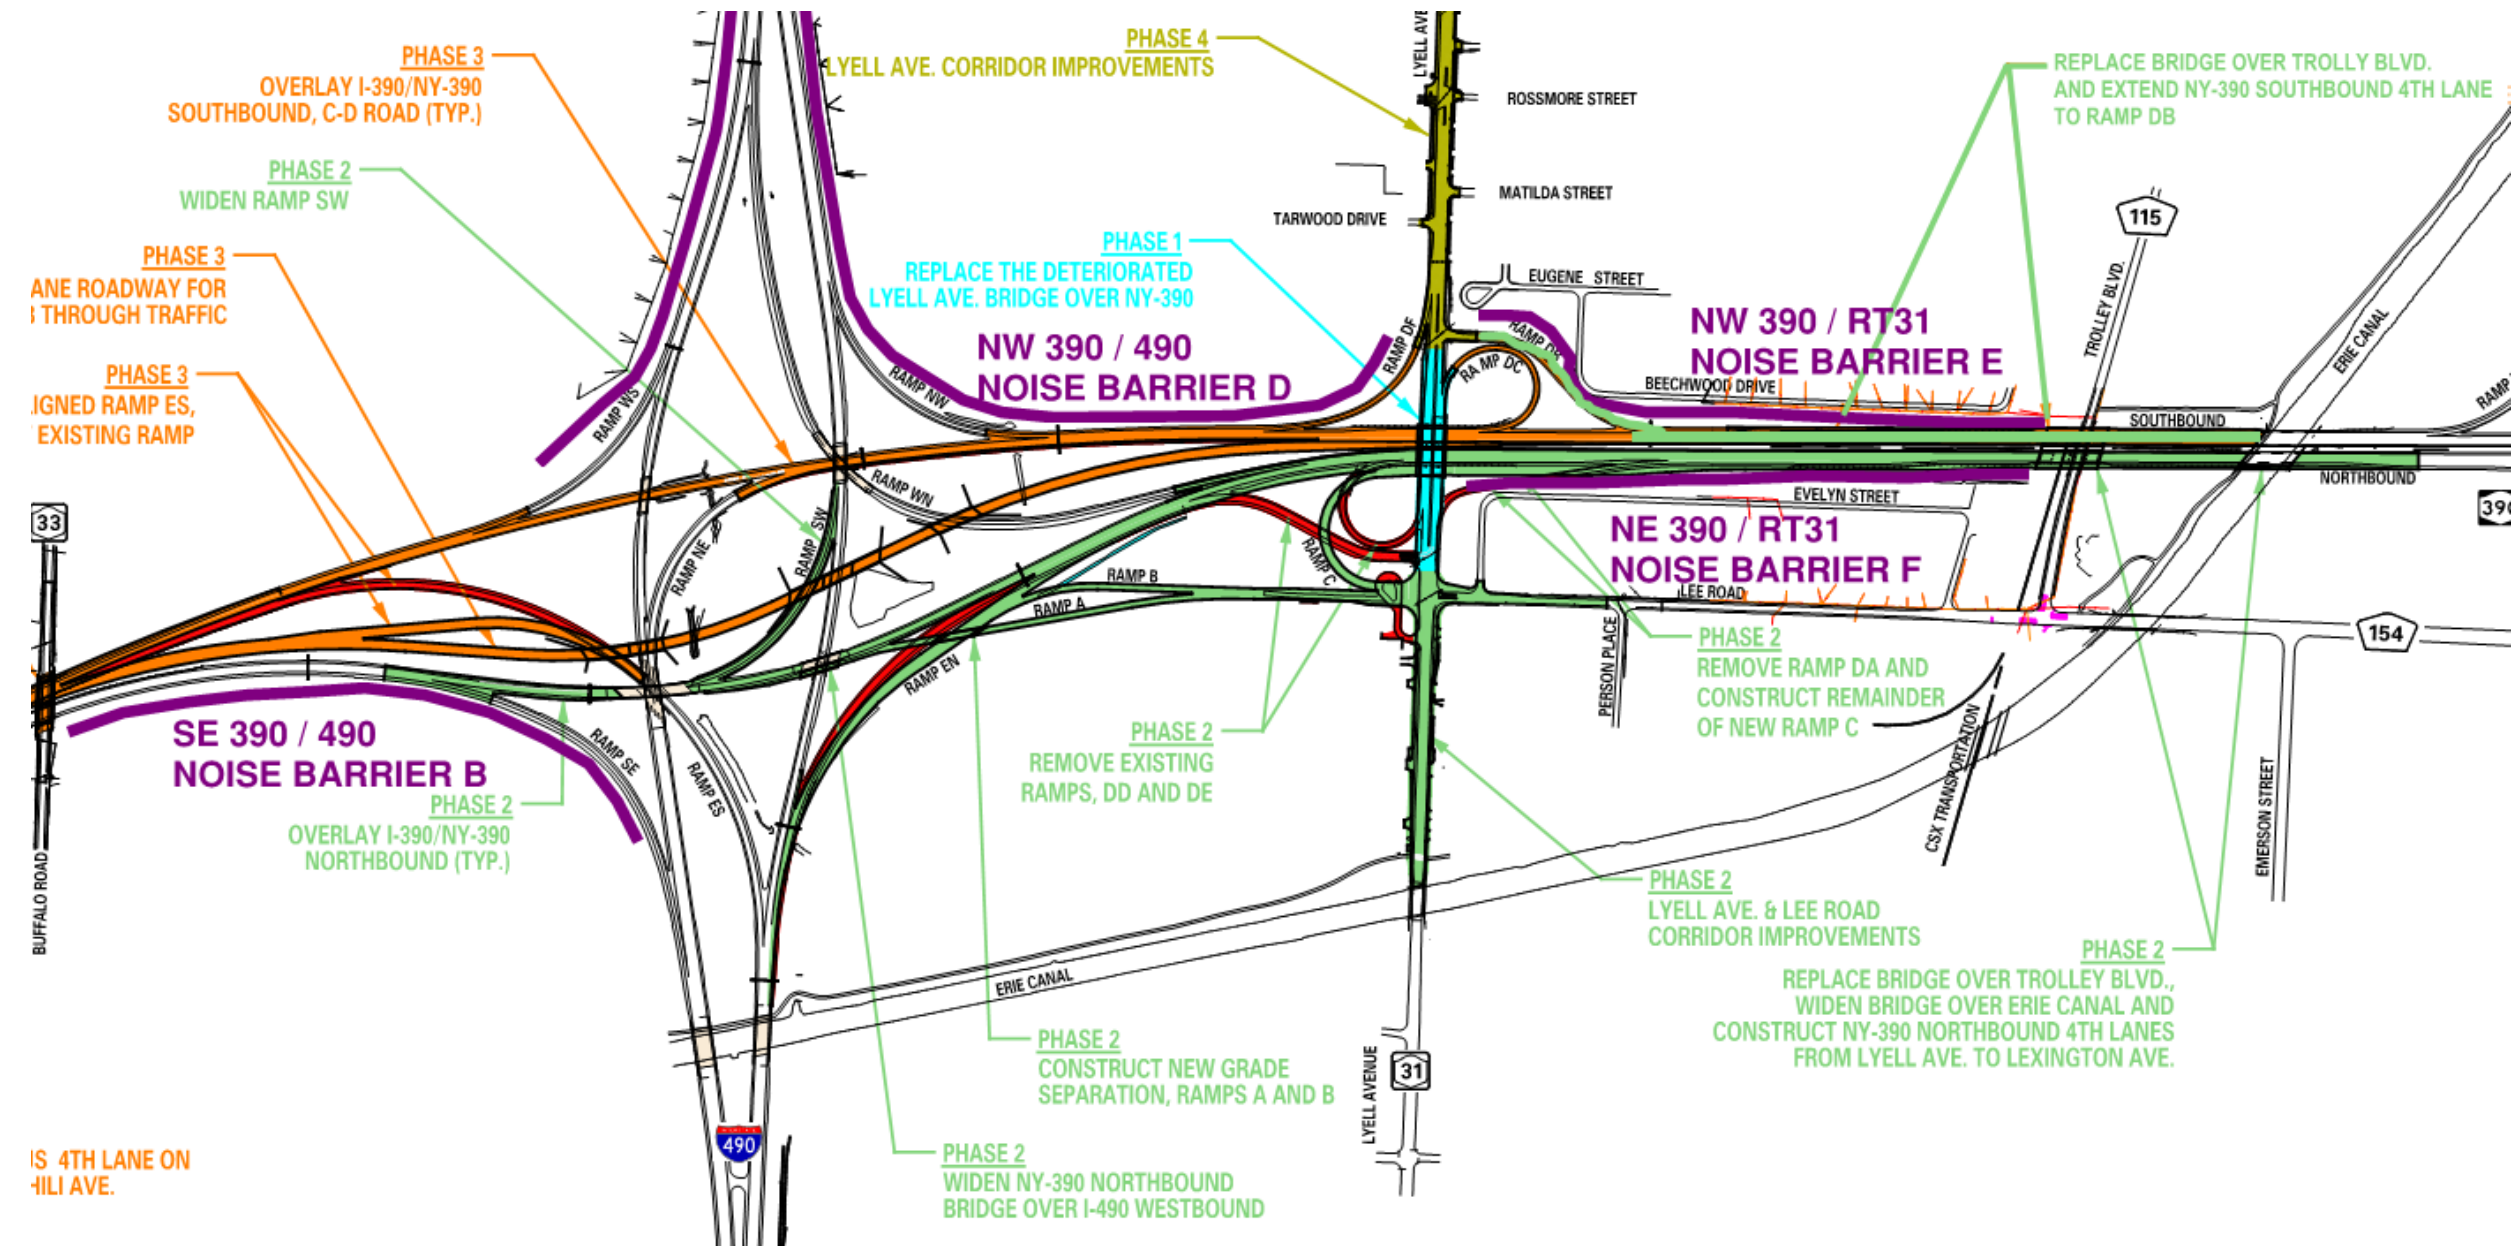 PHASE 3
OVERLAY I-390/NY-390
SOUTHBOUND, C-D ROAD (TYP.)
PHASE 2
WIDEN RAMP SW
PHASE 3
ANE ROADWAY FOR
THROUGH TRAFFIC
PHASE 3
IGNED RAMP ES,
EXISTING RAMP
33
BUFFALO ROAD
SE 390 / 490
NOISE BARRIER B
PHASE 2
OVERLAY I-390/NY-390
NORTHBOUND (TYP.)
S 4TH LANE ON
HILI AVE.
RAMP WS
RAMP NW
RAMP WN
RAMP NE
RAMP SW
RAMP SE
RAMP ES
RAMP EN
RAMP A
RAMP B
RAMP C
490
ERIE CANAL
PHASE 4
LYELL AVE. CORRIDOR IMPROVEMENTS
LYELL AVE
ROSSMORE STREET
MATILDA STREET
TARWOOD DRIVE
PHASE 1
REPLACE THE DETERIORATED
LYELL AVE. BRIDGE OVER NY-390
NW 390 / 490
NOISE BARRIER D
RAMP DF
RAMP DC
RAMP DB
EUGENE STREET
NW 390 / RT31
NOISE BARRIER E
BEECHWOOD DRIVE
REPLACE BRIDGE OVER TROLLY BLVD.
AND EXTEND NY-390 SOUTHBOUND 4TH LANE
TO RAMP DB
115
TROLLEY BLVD.
ERIE CANAL
RAMP
SOUTHBOUND
NORTHBOUND
390
EVELYN STREET
NE 390 / RT31
NOISE BARRIER F
LEE ROAD
154
PERSON PLACE
PHASE 2
REMOVE RAMP DA AND
CONSTRUCT REMAINDER
OF NEW RAMP C
CSX TRANSPORTATION
EMERSON STREET
PHASE 2
REMOVE EXISTING
RAMPS, DD AND DE
PHASE 2
LYELL AVE. & LEE ROAD
CORRIDOR IMPROVEMENTS
PHASE 2
REPLACE BRIDGE OVER TROLLEY BLVD.,
WIDEN BRIDGE OVER ERIE CANAL AND
CONSTRUCT NY-390 NORTHBOUND 4TH LANES
FROM LYELL AVE. TO LEXINGTON AVE.
PHASE 2
CONSTRUCT NEW GRADE
SEPARATION, RAMPS A AND B
LYELL AVENUE
31
PHASE 2
WIDEN NY-390 NORTHBOUND
BRIDGE OVER I-490 WESTBOUND